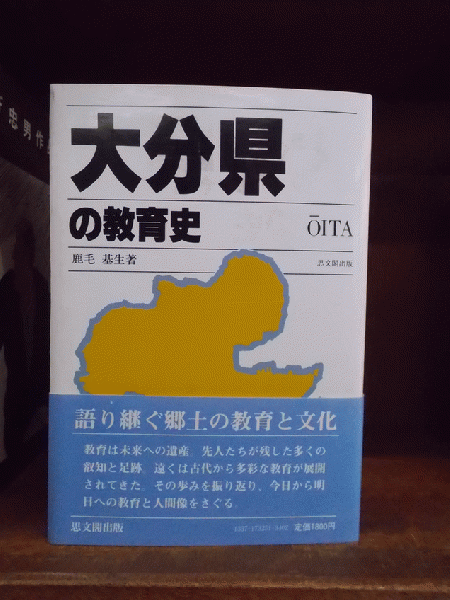 忠男作
大分県
の教育史
ŌITA
鹿毛 基生著
思文閣出版
語り継ぐ郷土の教育と文化
教育は未来への遺産。先人たちが残した多くの
叡知と足跡。遠くは古代から多彩な教育が展開
されてきた。その歩みを振り返り、今日から明
日への教育と人間像をさぐる。
思文閣出版
定価1800円